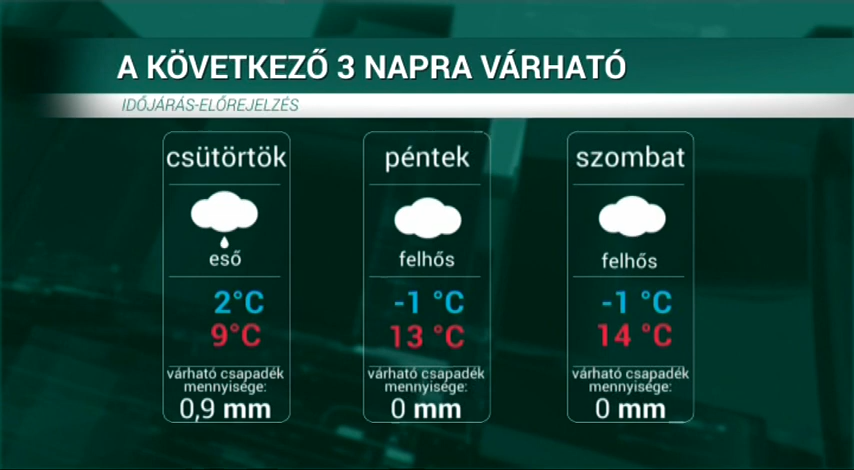 A KÖVETKEZŐ 3 NAPRA VÁRHATÓ
IDŐJÁRÁS-ELŐREJELZÉS
csütörtök
eső
2°C
9°C
várható csapadék
mennyisége:
0,9 mm
péntek
felhős
-1 °C
13 °C
várható csapadék
mennyisége:
0 mm
szombat
felhős
-1 °C
14 °C
várható csapadék
mennyisége:
0 mm